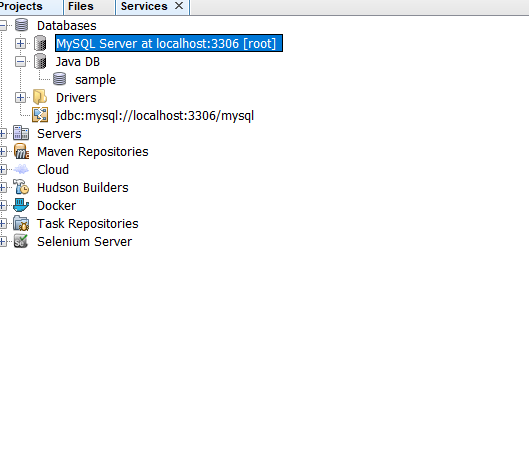 Projects Files Services
Databases
MySQL Server at localhost:3306 [root]
Java DB
sample
Drivers
jdbc:mysql://localhost:3306/mysql
Servers
Maven Repositories
Cloud
Hudson Builders
Docker
Task Repositories
Selenium Server